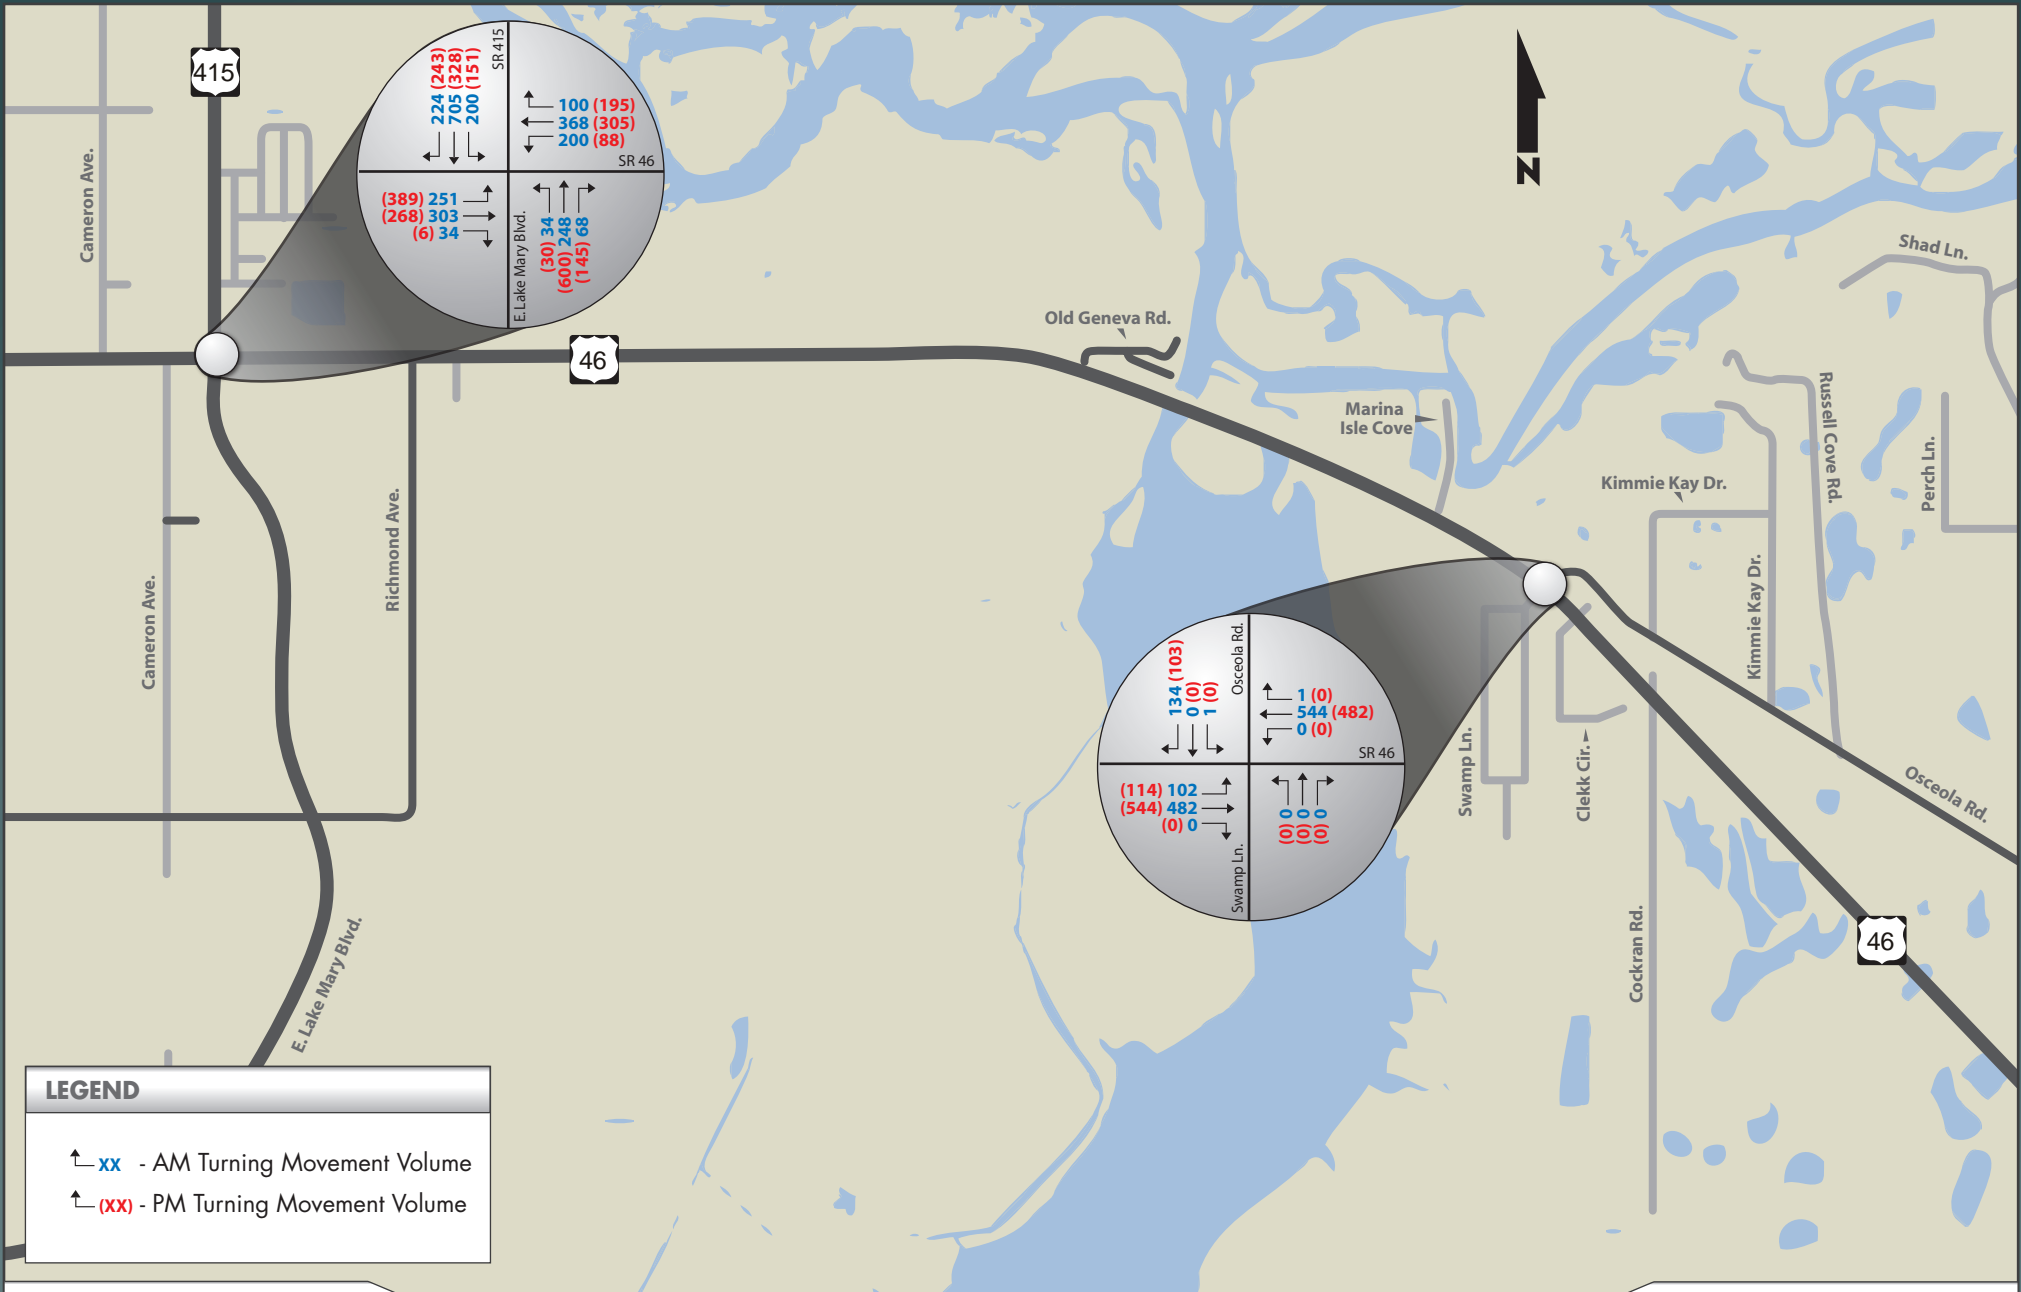 415
Cameron Ave.
SR 415
224 (243)
705 (328)
200 (151)
100 (195)
368 (305)
200 (88)
SR 46
(389) 251
(268) 303
(6) 34
E. Lake Mary Blvd.
(30) 34
(600) 248
(145) 68
N
Shad Ln.
Old Geneva Rd.
46
Marina
Isle Cove
Russell Cove Rd.
Perch Ln.
Kimmie Kay Dr.
Kimmie Kay Dr.
Richmond Ave.
Cameron Ave.
Osceola Rd.
134 (103)
0 (0)
1 (0)
1 (0)
544 (482)
0 (0)
SR 46
(114) 102
(544) 482
(0) 0
Swamp Ln.
(0) 0
(0) 0
(0) 0
Swamp Ln.
Clekk Cir.
Osceola Rd.
Cockran Rd.
46
E. Lake Mary Blvd.
LEGEND
XX - AM Turning Movement Volume
(XX) - PM Turning Movement Volume